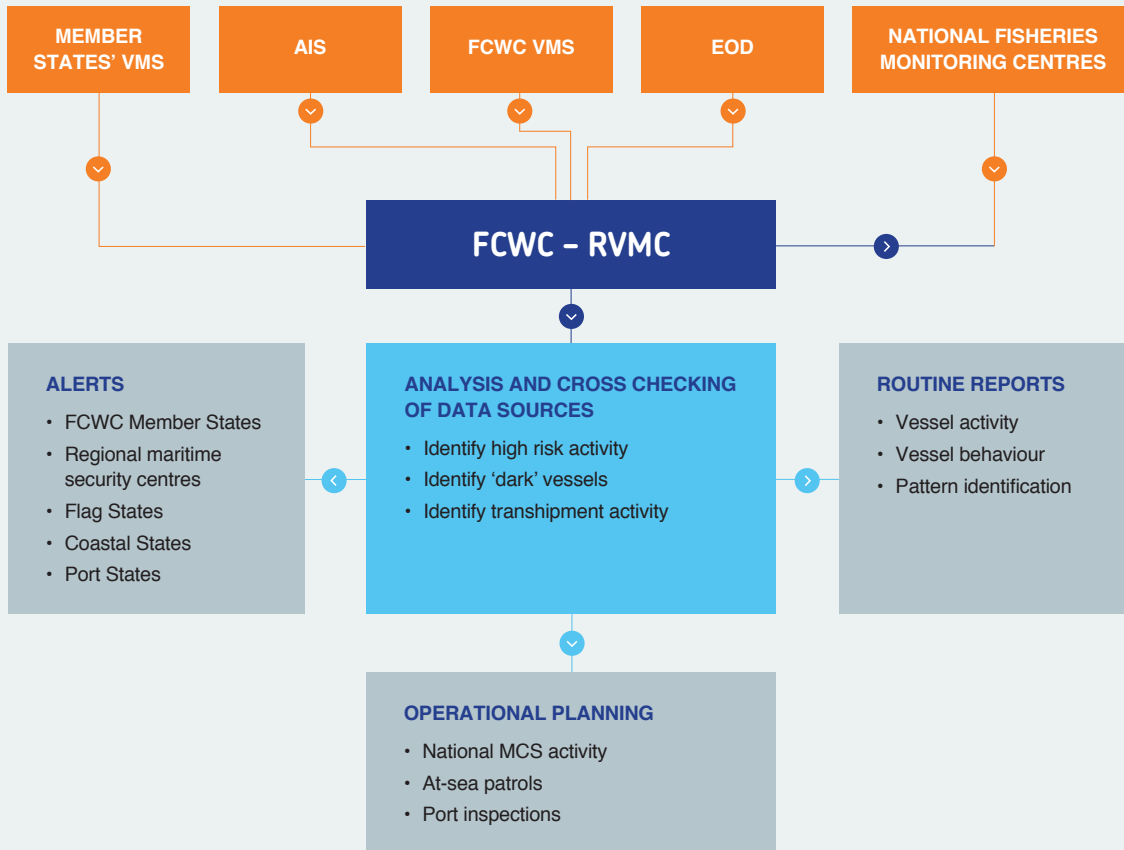 MEMBER
STATES’ VMS
AIS
FCWC VMS
EOD
NATIONAL FISHERIES
MONITORING CENTRES
FCWC – RVMC
ALERTS
• FCWC Member States
• Regional maritime
security centres
• Flag States
• Coastal States
• Port States
ANALYSIS AND CROSS CHECKING
OF DATA SOURCES
• Identify high risk activity
• Identify ‘dark’ vessels
• Identify transhipment activity
ROUTINE REPORTS
• Vessel activity
• Vessel behaviour
• Pattern identification
OPERATIONAL PLANNING
• National MCS activity
• At-sea patrols
• Port inspections